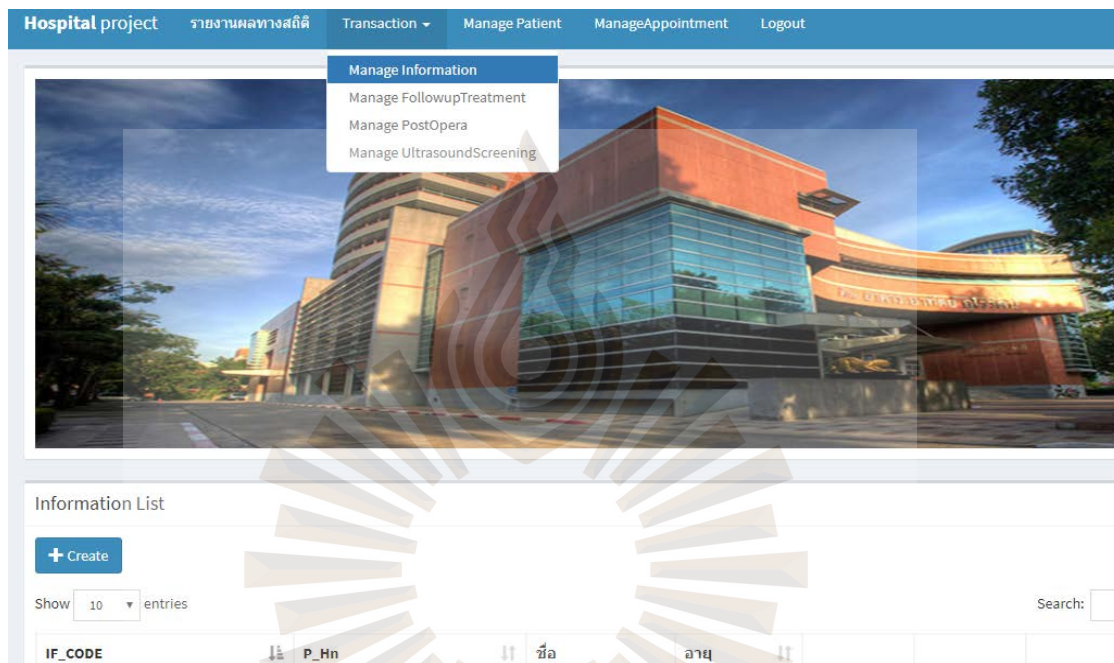 Hospital project รายงานผลทางสถิติ Transaction Manage Patient ManageAppointment Logout
Manage Information
Manage FollowupTreatment
Manage PostOpera
Manage UltrasoundScreening
Information List
+ Create
Show 10 entries Search:
IF_CODE P_Hn ชื่อ อายุ